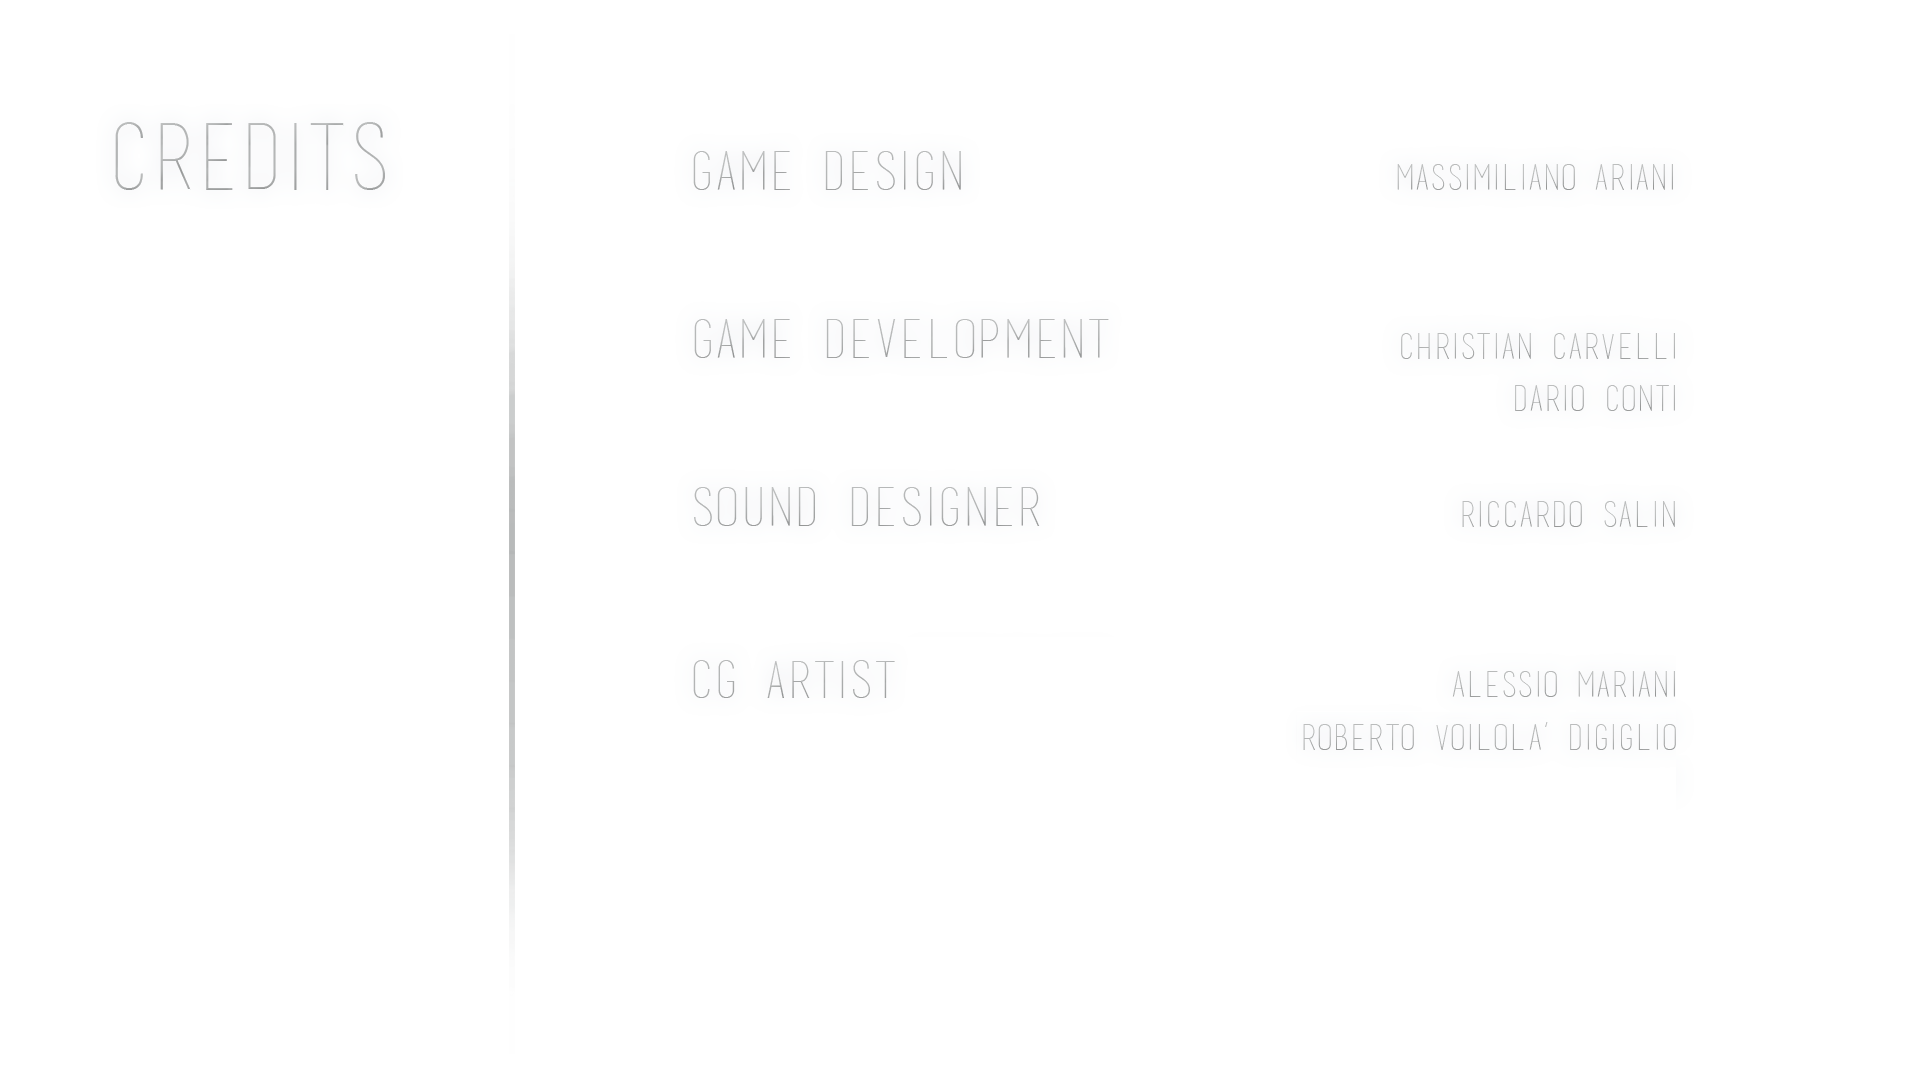 CREDITS
GAME DESIGN
MASSIMILIANO ARIANI
GAME DEVELOPMENT
CHRISTIAN CARVELLI
DARIO CONTI
SOUND DESIGNER
RICCARDO SALIN
CG ARTIST
ALESSIO MARIANI
ROBERTO VOILOLA' DIGIGLIO